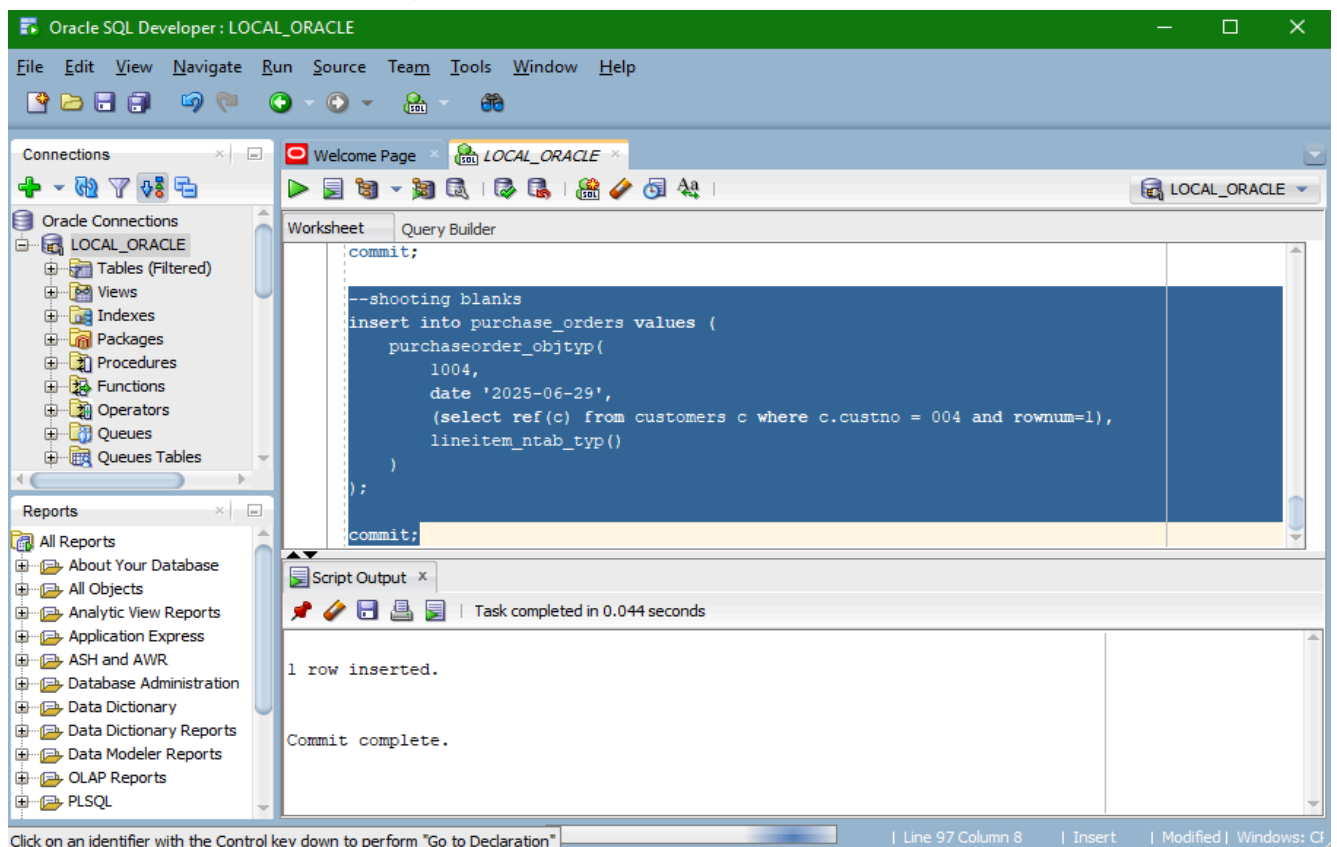 Oracle SQL Developer : LOCAL_ORACLE
File Edit View Navigate Run Source Team Tools Window Help
Connections
Oracle Connections
LOCAL_ORACLE
Tables (Filtered)
Views
Indexes
Packages
Procedures
Functions
Operators
Queues
Queues Tables
Reports
All Reports
About Your Database
All Objects
Analytic View Reports
Application Express
ASH and AWR
Database Administration
Data Dictionary
Data Dictionary Reports
Data Modeler Reports
OLAP Reports
PLSQL
Welcome Page LOCAL_ORACLE
SQL
Aa
LOCAL_ORACLE
Worksheet Query Builder
commit;
--shooting blanks
insert into purchase_orders values (
purchaseorder_objtyp(
1004,
date '2025-06-29',
(select ref(c) from customers c where c.custno = 004 and rownum=1),
lineitem_ntab_typ()
)
);
commit;
Script Output x
Task completed in 0.044 seconds
1 row inserted.
Commit complete.
Click on an identifier with the Control key down to perform "Go to Declaration"
| Line 97 Column 8 | Insert | Modified | Windows: CF